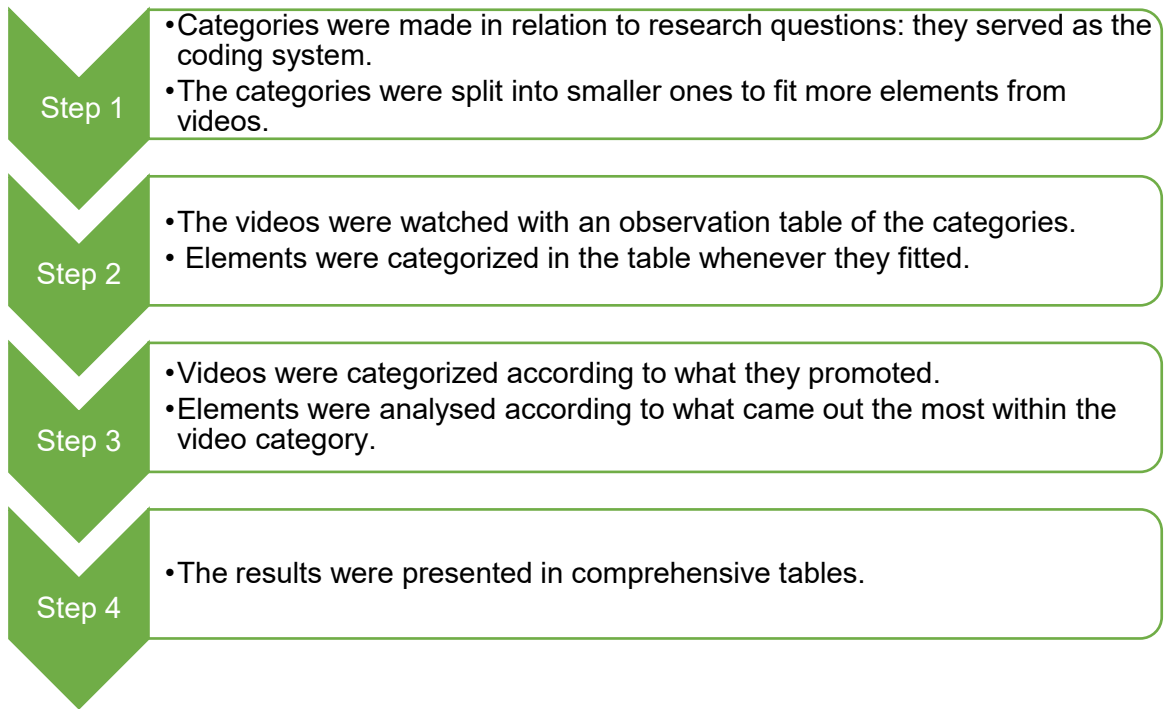 Step 1
•Categories were made in relation to research questions: they served as the
coding system.
•The categories were split into smaller ones to fit more elements from
videos.
Step 2
•The videos were watched with an observation table of the categories.
• Elements were categorized in the table whenever they fitted.
Step 3
•Videos were categorized according to what they promoted.
•Elements were analysed according to what came out the most within the
video category.
Step 4
•The results were presented in comprehensive tables.